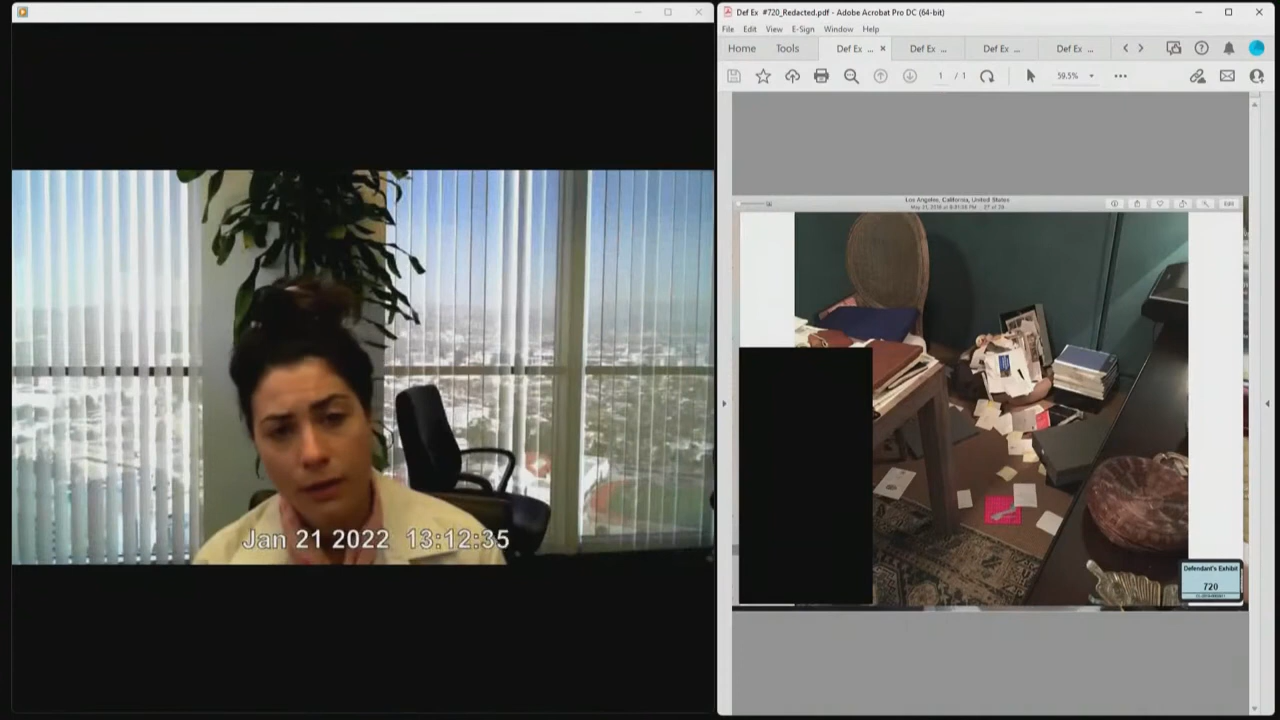 Jan 21 2022 13:12:35
Def Ex #720_Redacted.pdf - Adobe Acrobat Pro DC (64-bit)
File Edit View E-Sign Window Help
Home Tools Def Ex ... Def Ex ... Def Ex ... Def Ex ...
1 / 1 59.5%
Los Angeles, California, United States
Edit
Defendant's Exhibit
720